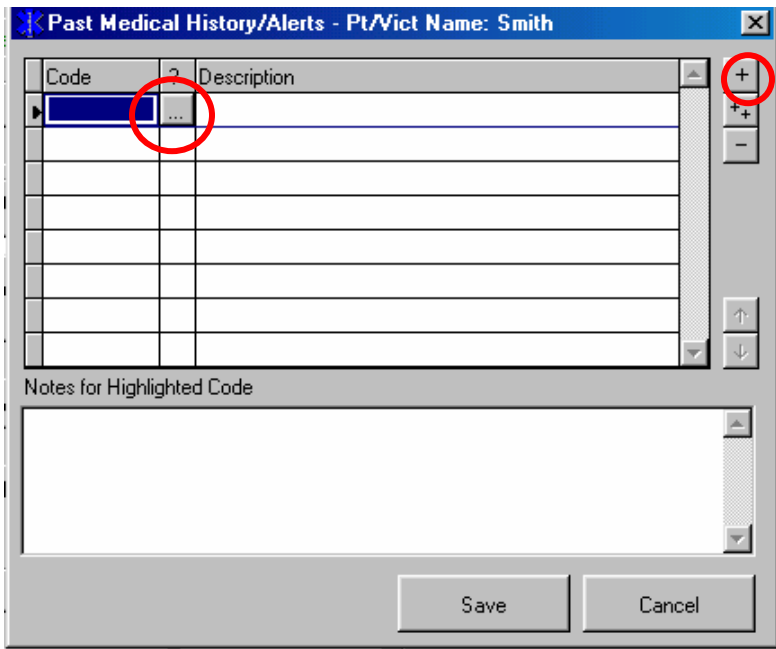 Past Medical History/Alerts - Pt/Vict Name: Smith
Code ? Description +
...
++
-
Notes for Highlighted Code
Save Cancel